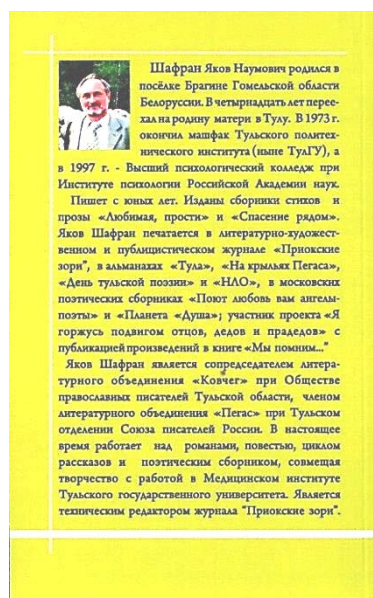 Шафран Яков Наумович родился в
посёлке Брагине Гомельской области
Белоруссии. В четырнадцать лет перее-
хал на родину матери в Тулу. В 1973 г.
окончил машфак Тульского политех-
нического института (ныне ТулГУ), а
в 1997 г. - Высший психологический колледж при
Институте психологии Российской Академии наук.
Пишет с юных лет. Изданы сборники стихов и
прозы «Любимая, прости» и «Спасение рядом».
Яков Шафран печатается в литературно-художест-
венном и публицистическом журнале «Приокские
зори", в альманахах «Тула», «На крыльях Пегаса»,
«День тульской поэзии» и «НЛО», в московских
поэтических сборниках «Поют любовь вам ангелы-
поэты» и «Планета «Душа»; участник проекта «Я
горжусь подвигом отцов, дедов и прадедов» с
публикацией произведений в книге «Мы помним..."
Яков Шафран является сопредседателем литера-
турного объединения «Ковчег» при Обществе
православных писателей Тульской области, членом
литературного объединения «Пегас» при Тульском
отделении Союза писателей России. В настоящее
время работает над романами, повестью, циклом
рассказов и поэтическим сборником, совмещая
творчество с работой в Медицинском институте
Тульского государственного университета. Является
техническим редактором журнала "Приокские зори".